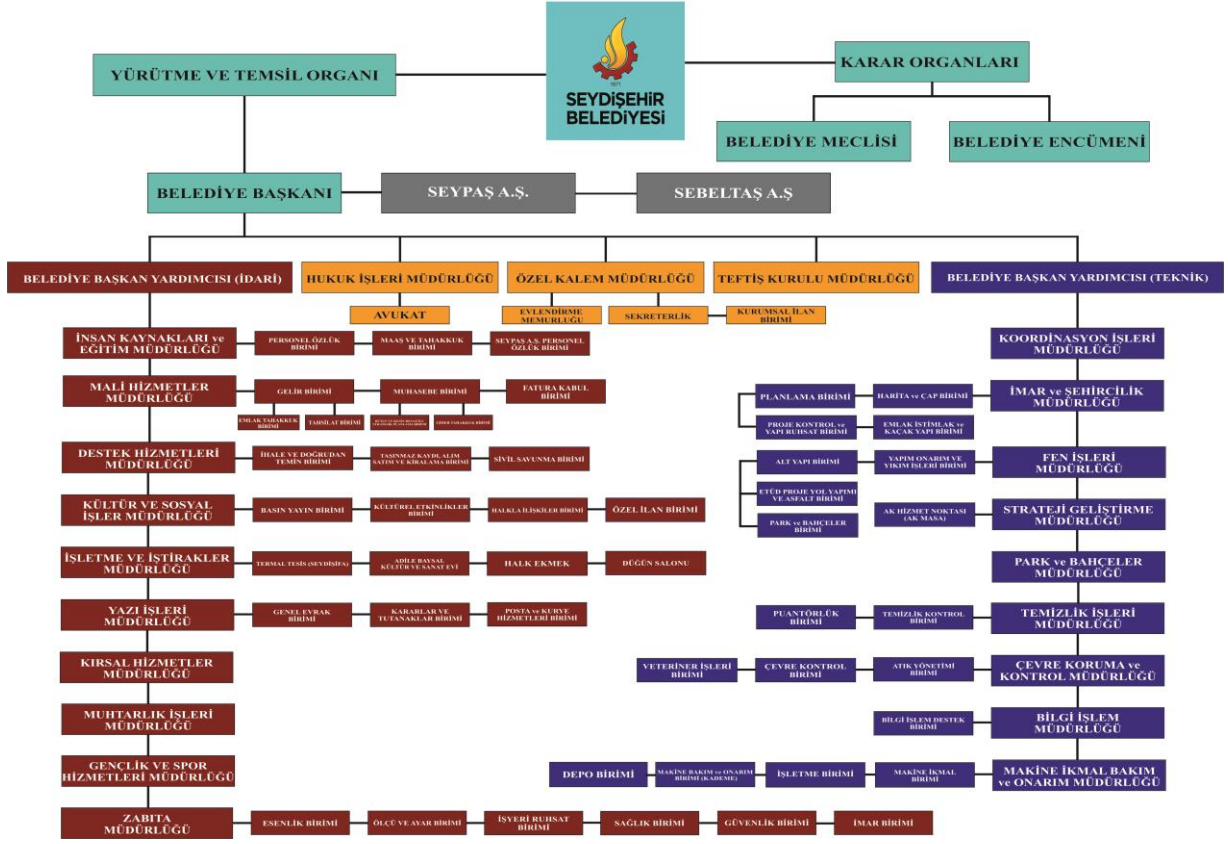 1971
SEYDİŞEHİR
BELEDİYESİ
YÜRÜTME VE TEMSİL ORGANI
KARAR ORGANLARI
BELEDİYE MECLİSİ
BELEDİYE ENCÜMENİ
BELEDİYE BAŞKANI
SEYPAŞ A.Ş.
SEBELTAŞ A.Ş
BELEDİYE BAŞKAN YARDIMCISI (İDARİ)
HUKUK İŞLERİ MÜDÜRLÜĞÜ
ÖZEL KALEM MÜDÜRLÜĞÜ
TEFTİŞ KURULU MÜDÜRLÜĞÜ
BELEDİYE BAŞKAN YARDIMCISI (TEKNİK)
AVUKAT
EVLENDİRME
MEMURLUĞU
SEKRETERLİK
KURUMSAL İLAN
BİRİMİ
İNSAN KAYNAKLARI ve
EĞİTİM MÜDÜRLÜĞÜ
PERSONEL ÖZLÜK
BİRİMİ
MAAŞ VE TAHAKKUK
BİRİMİ
SEYPAŞ A.Ş. PERSONEL
ÖZLÜK BİRİMİ
MALİ HİZMETLER
MÜDÜRLÜĞÜ
GELİR BİRİMİ
MUHASEBE BİRİMİ
FATURA KABUL
BİRİMİ
EMLAK TAHAKKUK
BİRİMİ
TAHSİLAT BİRİMİ
DESTEK HİZMETLERİ
MÜDÜRLÜĞÜ
İHALE VE DOĞRUDAN
TEMİN BİRİMİ
TAŞINMAZ KAYDI, ALIM
SATIM VE KİRALAMA BİRİMİ
SİVİL SAVUNMA BİRİMİ
KÜLTÜR VE SOSYAL
İŞLER MÜDÜRLÜĞÜ
BASIN YAYIN BİRİMİ
KÜLTÜREL ETKİNLİKLER
BİRİMİ
HALKLA İLİŞKİLER BİRİMİ
ÖZEL İLAN BİRİMİ
İŞLETME VE İŞTİRAKLER
MÜDÜRLÜĞÜ
TERMAL TESİS (SEYDİŞİFA)
ADİLE BAYSAL
KÜLTÜR VE SANAT EVİ
HALK EKMEK
DÜĞÜN SALONU
YAZI İŞLERİ
MÜDÜRLÜĞÜ
GENEL EVRAK
BİRİMİ
KARARLAR VE
TUTANAKLAR BİRİMİ
POSTA ve KURYE
HİZMETLERİ BİRİMİ
KIRSAL HİZMETLER
MÜDÜRLÜĞÜ
MUHTARLIK İŞLERİ
MÜDÜRLÜĞÜ
GENÇLİK VE SPOR
HİZMETLERİ MÜDÜRLÜĞÜ
ZABITA
MÜDÜRLÜĞÜ
ESENLİK BİRİMİ
ÖLÇÜ VE AYAR BİRİMİ
İŞYERİ RUHSAT
BİRİMİ
SAĞLIK BİRİMİ
GÜVENLİK BİRİMİ
İMAR BİRİMİ
KOORDİNASYON İŞLERİ
MÜDÜRLÜĞÜ
PLANLAMA BİRİMİ
HARİTA ve ÇAP BİRİMİ
İMAR ve ŞEHİRCİLİK
MÜDÜRLÜĞÜ
PROJE KONTROL ve
YAPI RUHSAT BİRİMİ
EMLAK İSTİMLAK ve
KAÇAK YAPI BİRİMİ
ALT YAPI BİRİMİ
YAPIM ONARIM VE
YIKIM İŞLERİ BİRİMİ
FEN İŞLERİ
MÜDÜRLÜĞÜ
ETÜD PROJE YOL YAPIMI
VE ASFALT BİRİMİ
PARK ve BAHÇELER
BİRİMİ
AK HİZMET NOKTASI
(AK MASA)
STRATEJİ GELİŞTİRME
MÜDÜRLÜĞÜ
PARK ve BAHÇELER
MÜDÜRLÜĞÜ
PUANTÖRLÜK
BİRİMİ
TEMİZLİK KONTROL
BİRİMİ
TEMİZLİK İŞLERİ
MÜDÜRLÜĞÜ
VETERİNER İŞLERİ
BİRİMİ
ÇEVRE KONTROL
BİRİMİ
ATIK YÖNETİMİ
BİRİMİ
ÇEVRE KORUMA ve
KONTROL MÜDÜRLÜĞÜ
BİLGİ İŞLEM DESTEK
BİRİMİ
BİLGİ İŞLEM
MÜDÜRLÜĞÜ
DEPO BİRİMİ
MAKİNE BAKIM ve ONARIM
BİRİMİ (KADEME)
İŞLETME BİRİMİ
MAKİNE İKMAL
BİRİMİ
MAKİNE İKMAL BAKIM
ve ONARIM MÜDÜRLÜĞÜ